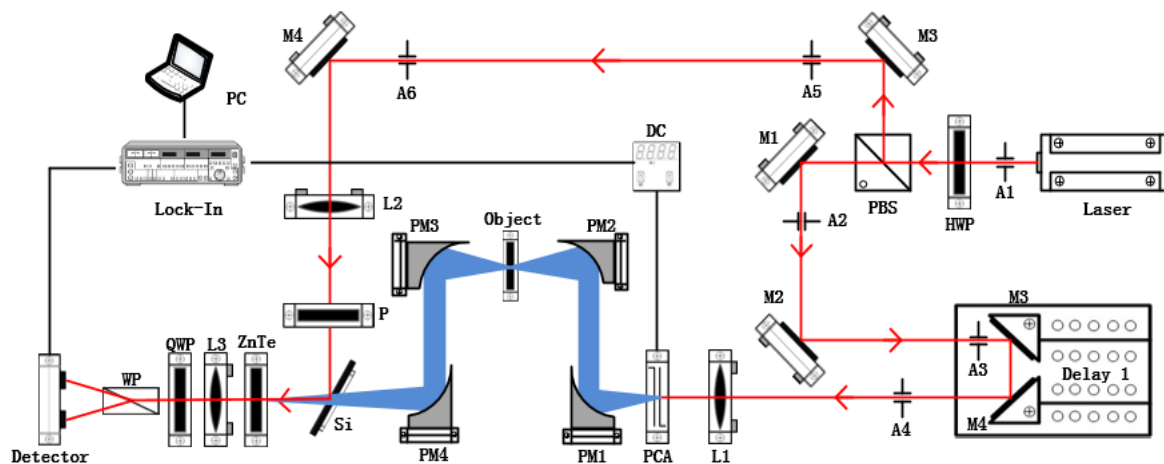 M4
M3
PC
A6
A5
DC
M1
A1
Lock-In
L2
PBS
HWP
Laser
A2
PM3
Object
PM2
M2
M3
P
QWP
L3
ZnTe
A3
Delay 1
WP
Si
A4
M4
Detector
PM4
PM1
PCA
L1